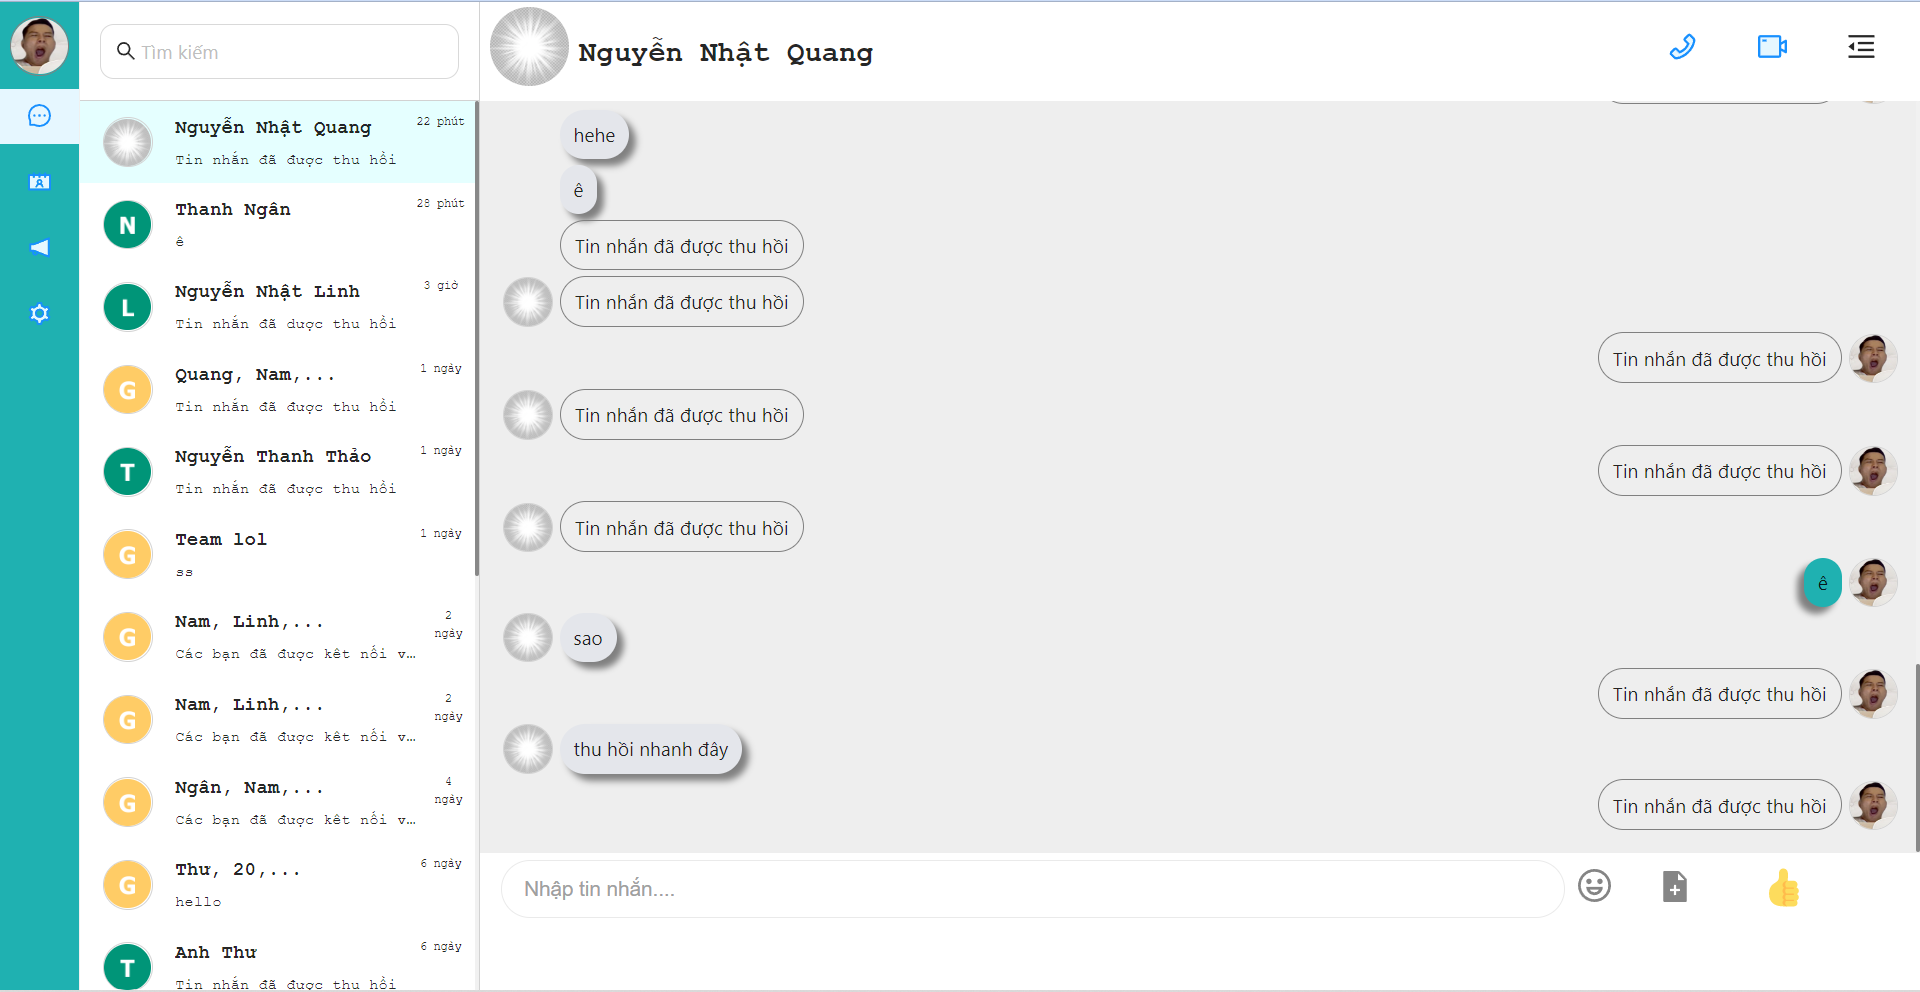 Tìm kiếm
Nguyễn Nhật Quang
22 phút
Tin nhắn đã được thu hồi
N
Thanh Ngân
28 phút
ê
L
Nguyễn Nhật Linh
3 giờ
Tin nhắn đã dược thu hồi
G
Quang, Nam,...
1 ngày
Tin nhắn đã được thu hồi
T
Nguyễn Thanh Thảo
1 ngày
Tin nhắn đã được thu hồi
G
Team lol
1 ngày
ss
G
Nam, Linh,...
2
ngày
Các bạn đã được kêt nối v…
G
Nam, Linh,...
2
ngày
Các bạn đã được kêt nối v…
G
Ngân, Nam,...
4
ngày
Các bạn đã được kêt nối v…
G
Thư, 20,...
6 ngày
hello
T
Anh Thư
6 ngày
Tin nhắn đã được thu hồi
Nguyễn Nhật Quang
hehe
ê
Tin nhắn đã được thu hồi
Tin nhắn đã được thu hồi
Tin nhắn đã được thu hồi
Tin nhắn đã được thu hồi
Tin nhắn đã được thu hồi
Tin nhắn đã được thu hồi
ê
sao
Tin nhắn đã được thu hồi
thu hồi nhanh đây
Tin nhắn đã được thu hồi
Nhập tin nhắn....